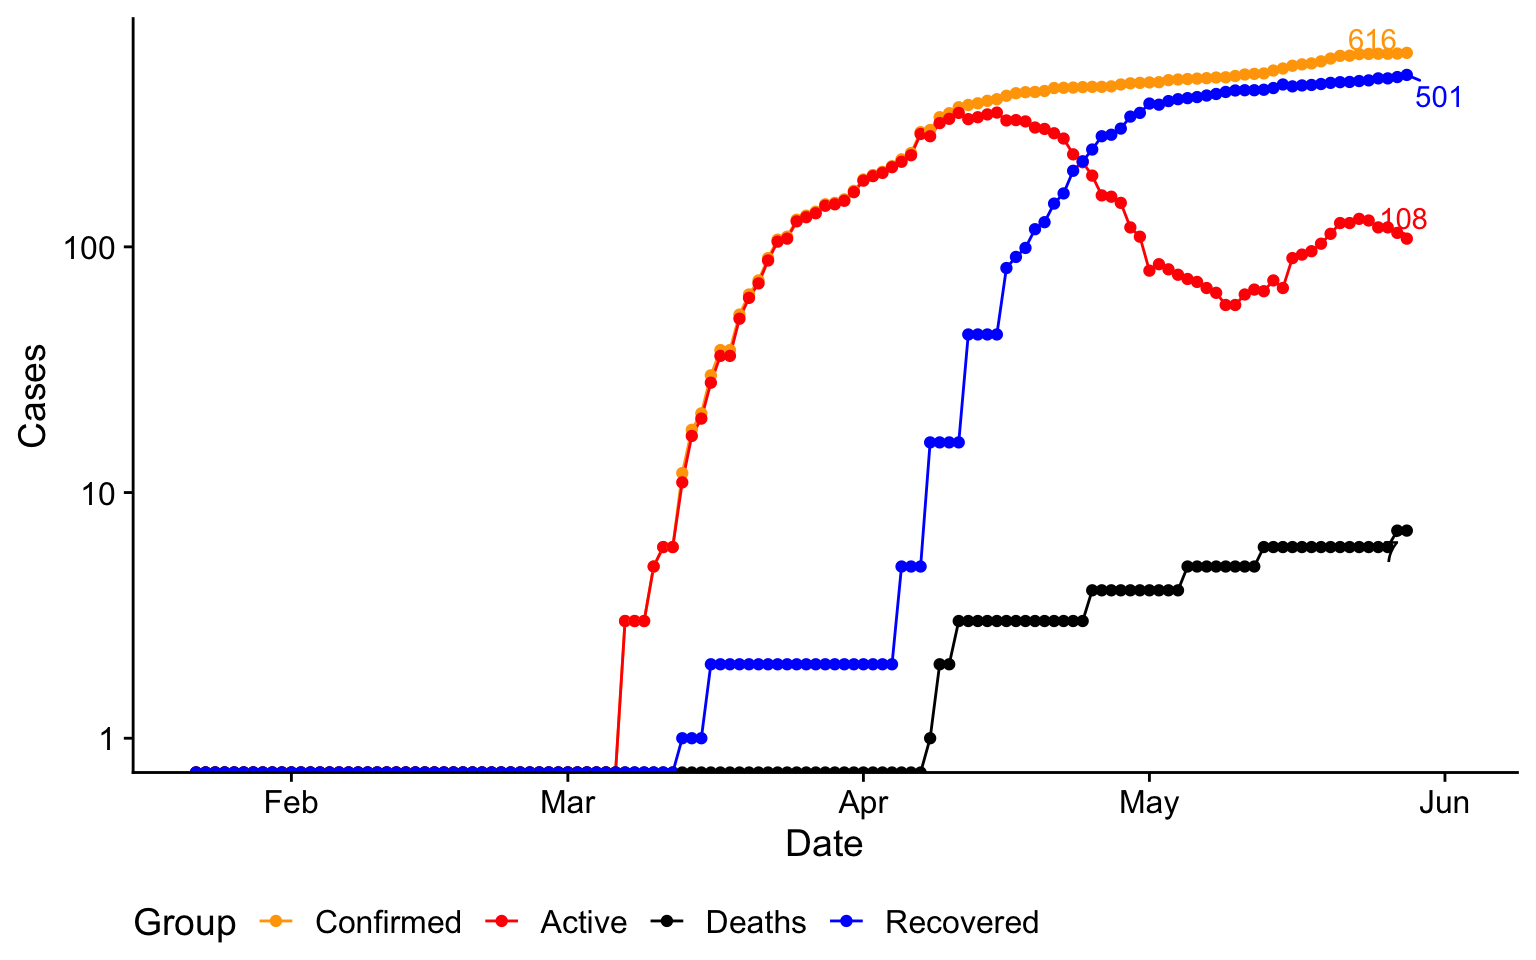 616
501
108
100
10
7
1
Cases
Feb Mar Apr May Jun
Date
Group Confirmed Active Deaths Recovered